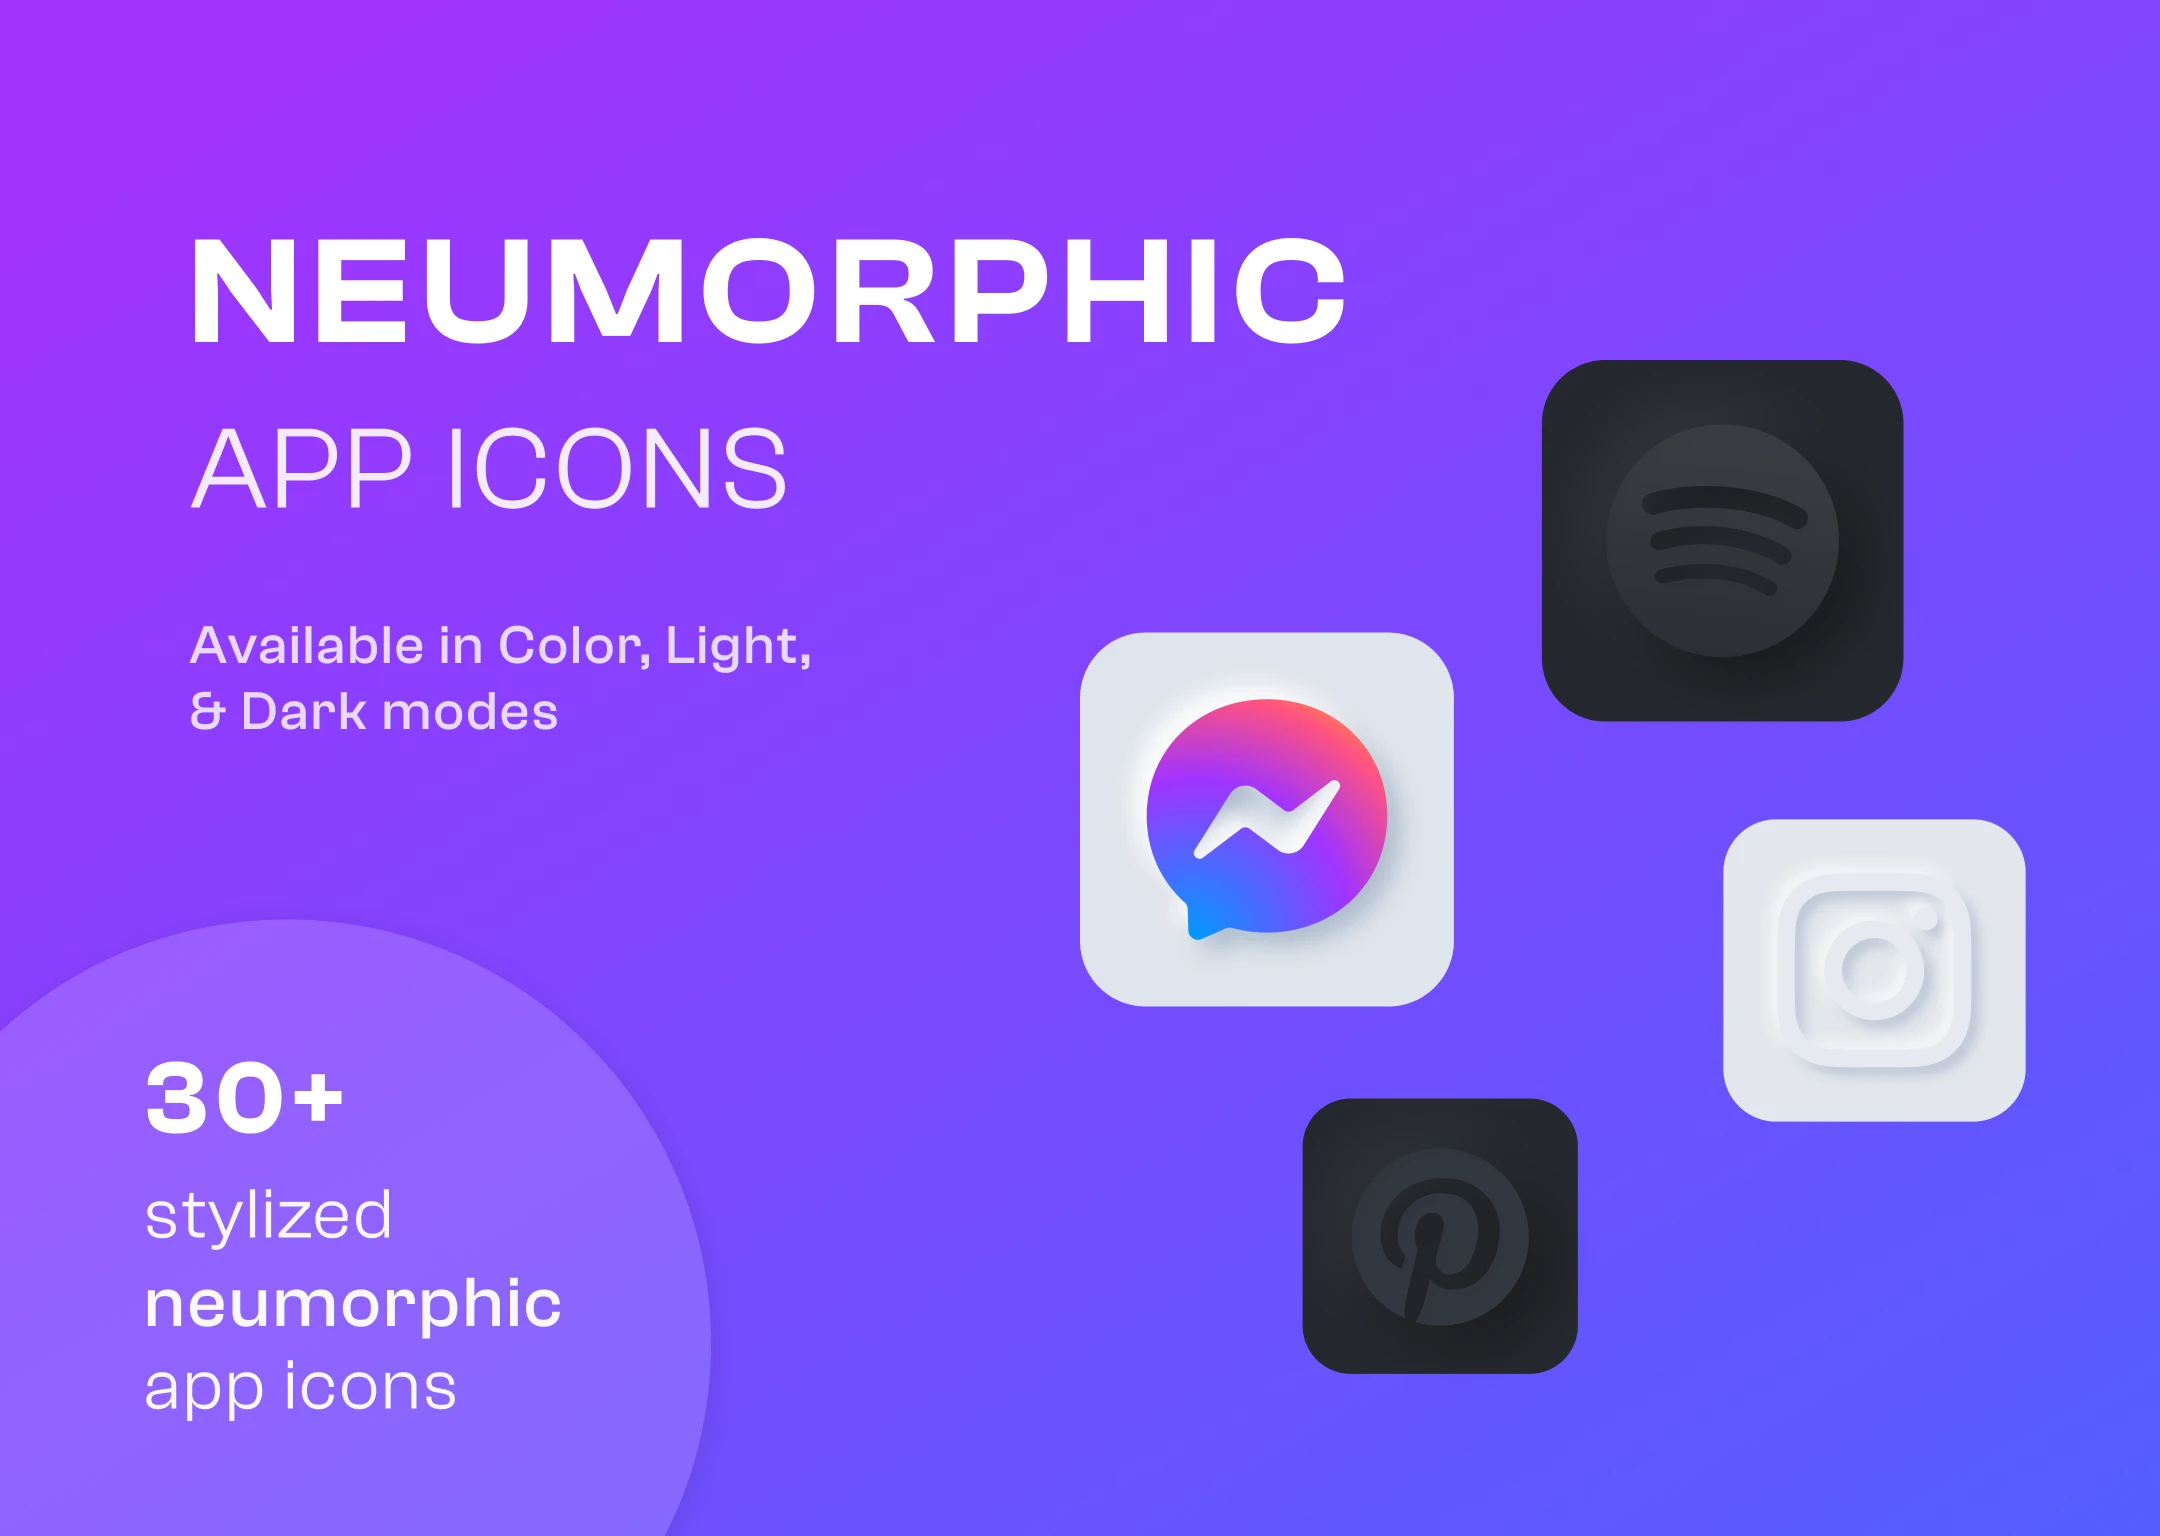 NEUMORPHIC
APP ICONS
Available in Color, Light,
& Dark modes
30+
stylized
neumorphic
app icons